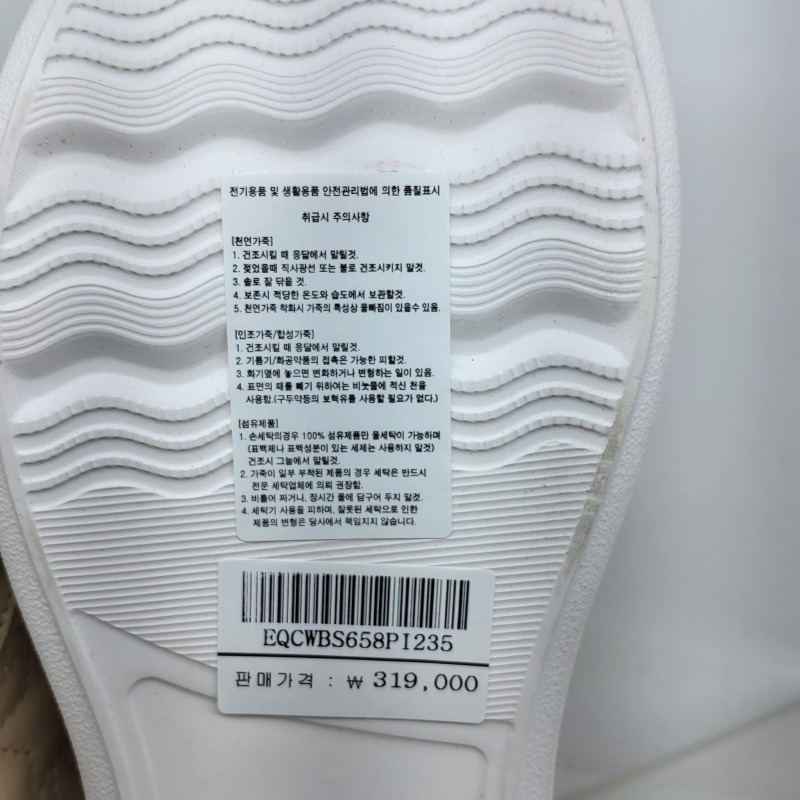 전기용품 및 생활용품 안전관리법에 의한 품질표시
취급시 주의사항
[천연가죽]
1. 건조시킬 때 응달에서 말릴것.
2. 젖었을때 직사광선 또는 불로 건조시키지 말것.
3. 솔로 잘 닦을 것.
4. 보존시 적당한 온도와 습도에서 보관할것.
5. 천연가죽 착화시 가죽의 특성상 물빠짐이 있을수 있음.
[인조가죽/합성가죽]
1. 건조시킬 때 응달에서 말릴것.
2. 기름기/화공약품의 접촉은 가능한 피할것.
3. 화기옆에 놓으면 변화하거나 변형하는 일이 있음.
4. 표면의 때를 빼기 위하여는 비눗물에 적신 천을
사용함.(구두약등의 보혁유를 사용할 필요가 없다.)
[섬유제품]
1. 손세탁의경우 100% 섬유제품만 물세탁이 가능하며
(표백제나 표백성분이 있는 세제는 사용하지 말것)
건조시 그늘에서 말릴것.
2. 가죽이 일부 부착된 제품의 경우 세탁은 반드시
전문 세탁업체에 의뢰 권장함.
3. 비틀어 짜거나, 장시간 물에 담구어 두지 말것.
4. 세탁기 사용을 피하며, 잘못된 세탁으로 인한
제품의 변형은 당사에서 책임지지 않습니다.
EQCWBS658PI235
판매가격 : ₩ 319,000